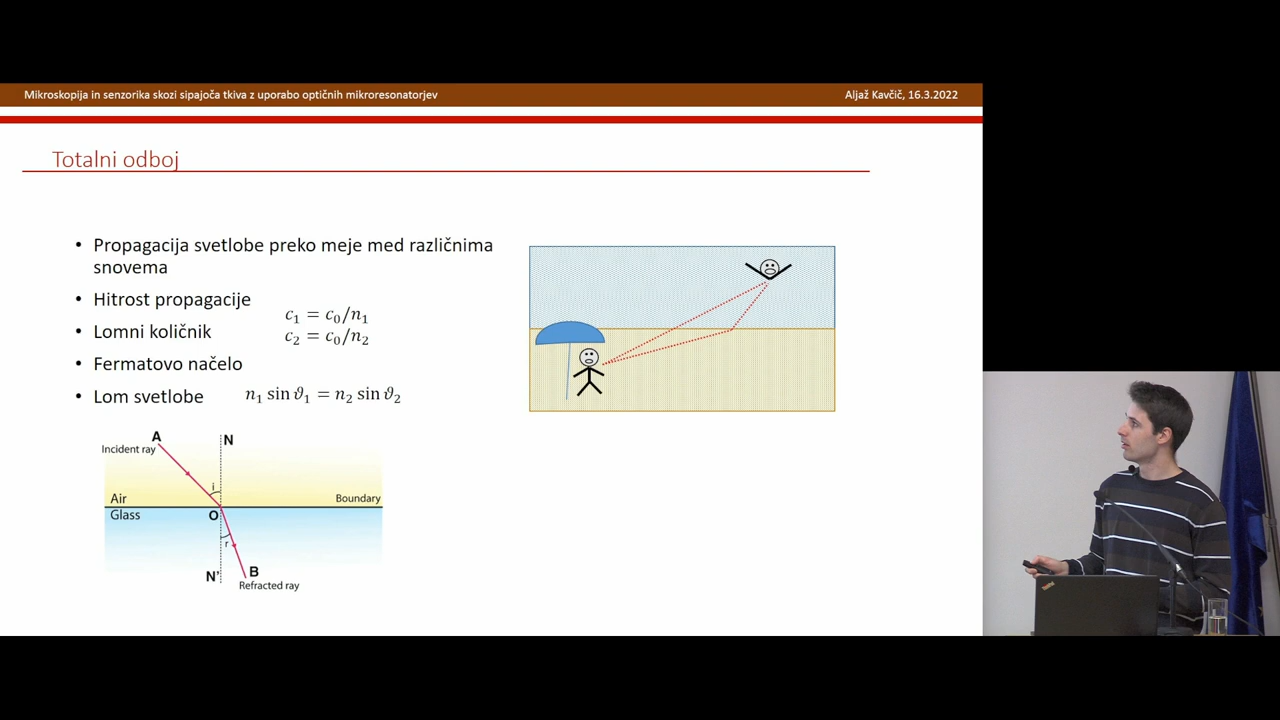 Mikroskopija in senzorika skozi sipajoča tkiva z uporabo optičnih mikroresonatorjev
Aljaž Kavčič, 16.3.2022
Totalni odboj
• Propagacija svetlobe preko meje med različnima
snovema
• Hitrost propagacije
c₁ = c₀/n₁
• Lomni količnik
c₂ = c₀/n₂
• Fermatovo načelo
• Lom svetlobe
n₁ sin ϑ₁ = n₂ sin ϑ₂
A
N
Incident ray
i
Air
Boundary
Glass
O
r
N'
B
Refracted ray